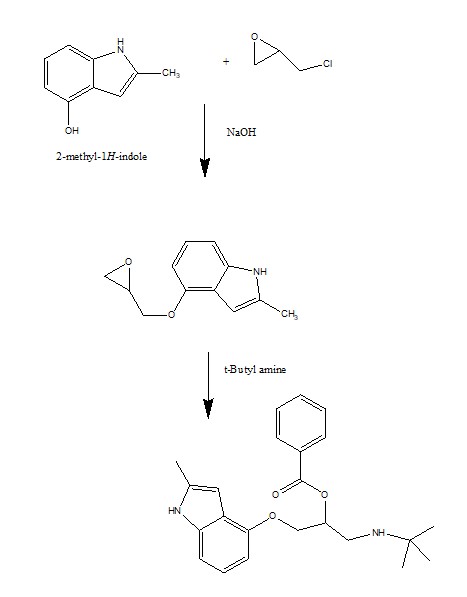 H
N
O
CH3
+
Cl
OH
NaOH
2-methyl-1H-indole
O
NH
O
CH3
t-Butyl amine
O
O
HN
O
NH